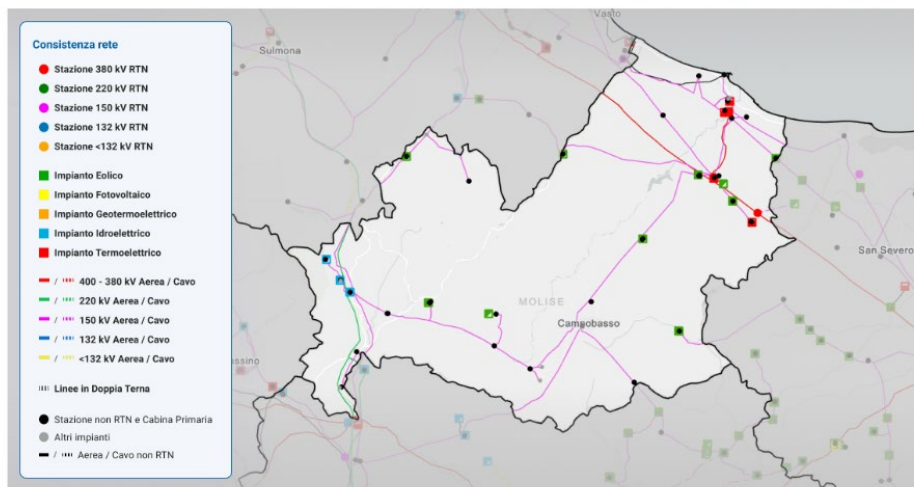 Consistenza rete
Stazione 380 kV RTN
Stazione 220 kV RTN
Stazione 150 kV RTN
Stazione 132 kV RTN
Stazione <132 kV RTN
Impianto Eolico
Impianto Fotovoltaico
Impianto Geotermoelettrico
Impianto Idroelettrico
Impianto Termoelettrico
/ 400 - 380 kV Aerea / Cavo
/ 220 kV Aerea / Cavo
/ 150 kV Aerea / Cavo
/ 132 kV Aerea / Cavo
/ <132 kV Aerea / Cavo
Linee in Doppia Terna
Stazione non RTN e Cabina Primaria
Altri impianti
/ Aerea / Cavo non RTN
Vasto
Sulmona
San Severo
MOLISE
Campobasso
assino